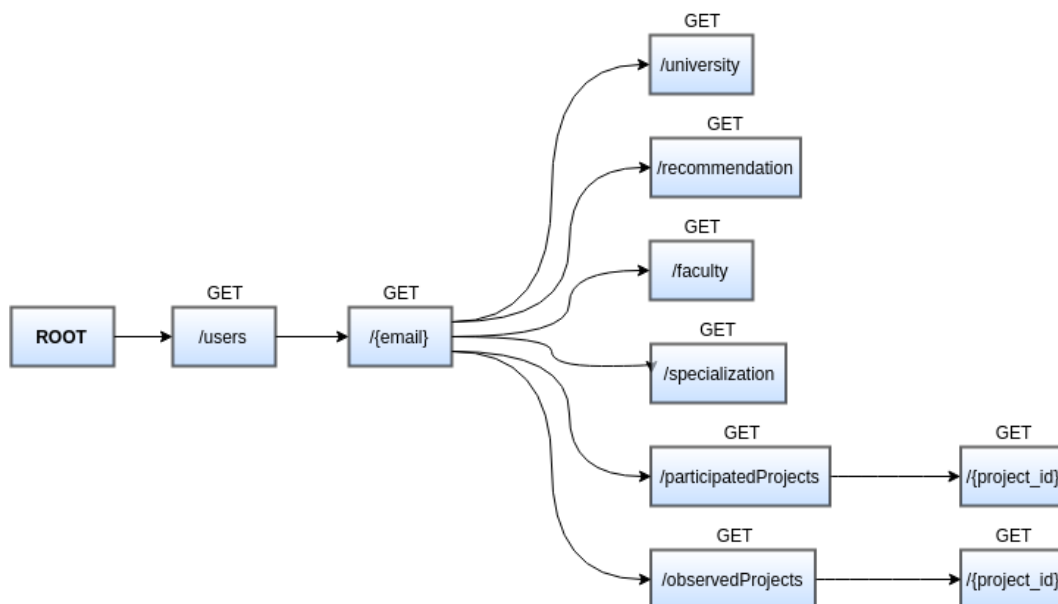 GET
/university
GET
/recommendation
GET
/faculty
ROOT
GET
/users
GET
/{email}
GET
/specialization
GET
/participatedProjects
GET
/{project_id}
GET
/observedProjects
GET
/{project_id}